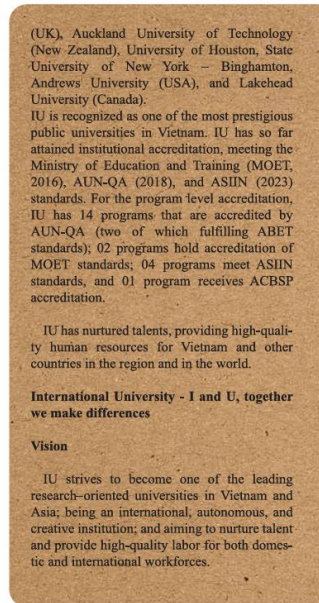 (UK), Auckland University of Technology
(New Zealand), University of Houston, State
University of New York – Binghamton,
Andrews University (USA), and Lakehead
University (Canada).
IU is recognized as one of the most prestigious
public universities in Vietnam. IU has so far
attained institutional accreditation, meeting the
Ministry of Education and Training (MOET,
2016), AUN-QA (2018), and ASIIN (2023)
standards. For the program level accreditation,
IU has 14 programs that are accredited by
AUN-QA (two of which fulfilling ABET
standards); 02 programs hold accreditation of
MOET standards; 04 programs meet ASIIN
standards, and 01 program receives ACBSP
accreditation.
IU has nurtured talents, providing high-quali-
ty human resources for Vietnam and other
countries in the region and in the world.
International University - I and U, together
we make differences
Vision
IU strives to become one of the leading
research–oriented universities in Vietnam and
Asia; being an international, autonomous, and
creative institution; and aiming to nurture talent
and provide high-quality labor for both domes-
tic and international workforces.